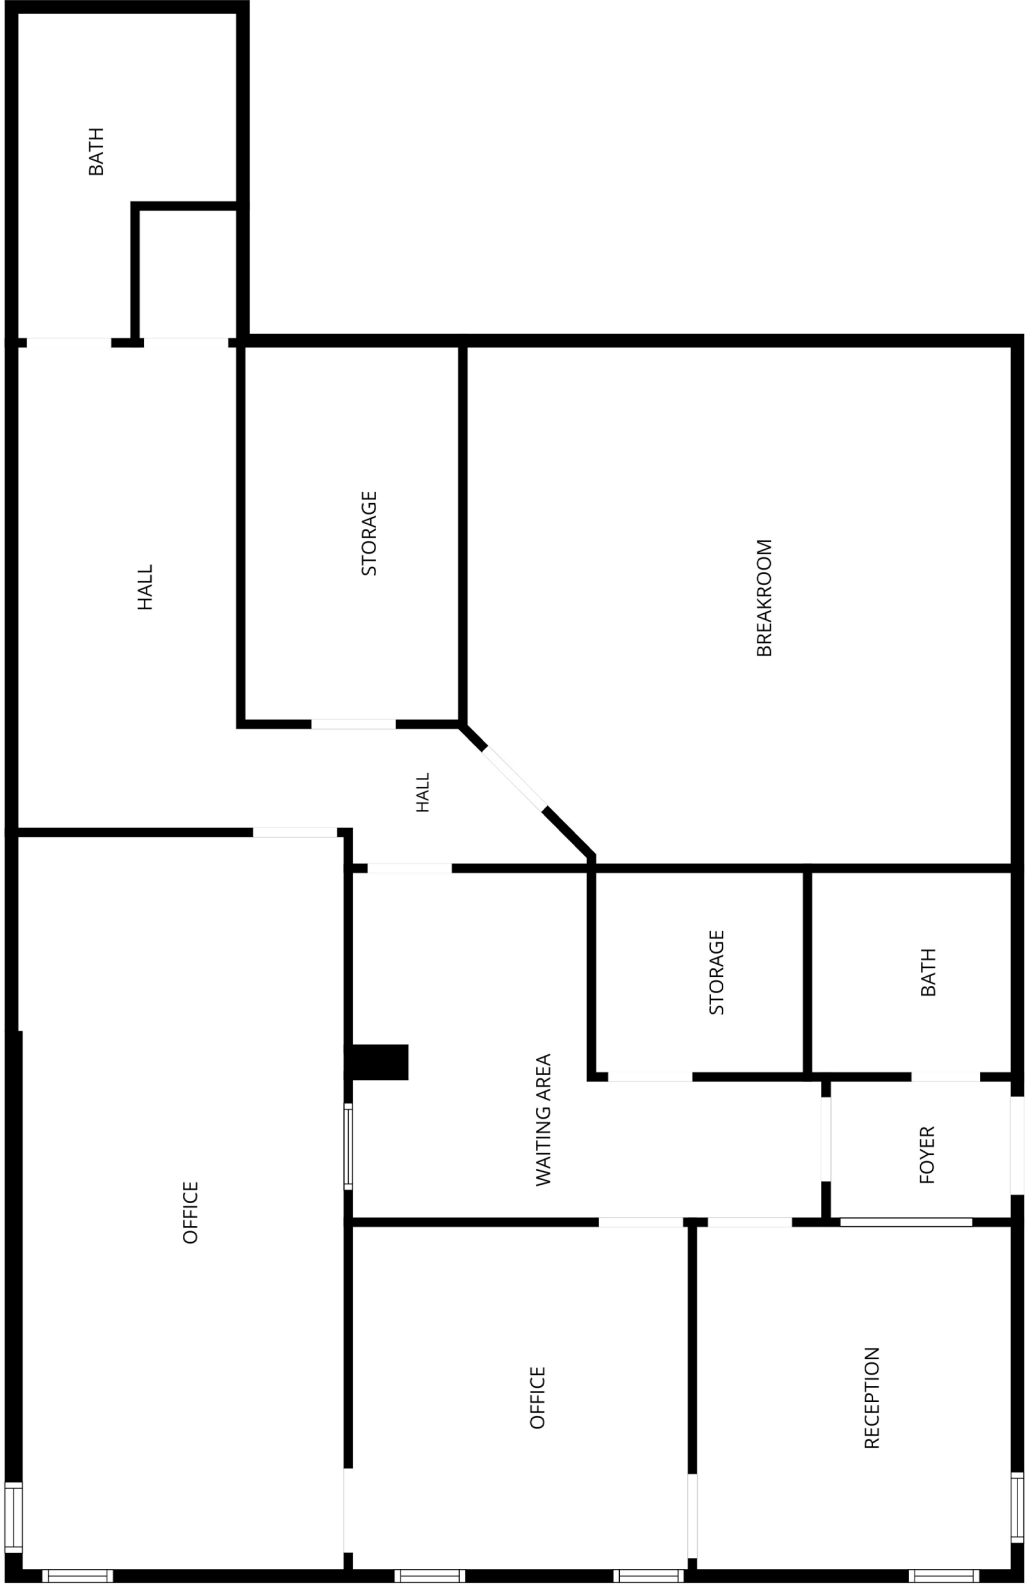 BATH
STORAGE
HALL
BREAKROOM
HALL
STORAGE
BATH
WAITING AREA
FOYER
OFFICE
OFFICE
RECEPTION